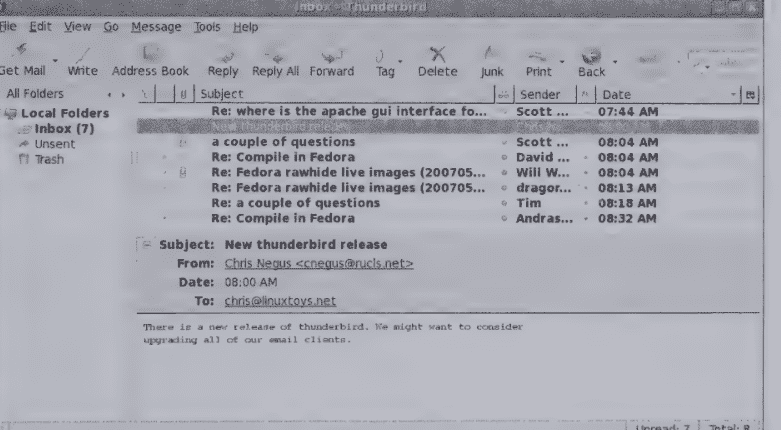 Inbox - Thunderbird
File Edit View Go Message Tools Help
Get Mail Write Address Book Reply Reply All Forward Tag Delete Junk Print Back
All Folders Subject Sender Date
Local Folders
Inbox (7)
Unsent
Trash
Re: where is the apache gui interface fo... Scott ... 07:44 AM
New thunderbird release
a couple of questions Scott ... 08:04 AM
Re: Compile in Fedora David ... 08:04 AM
Re: Fedora rawhide live images (200705... Will W... 08:04 AM
Re: Fedora rawhide live images (200705... dragor... 08:13 AM
Re: a couple of questions Tim 08:18 AM
Re: Compile in Fedora Andras... 08:32 AM
Subject: New thunderbird release
From: Chris Negus <cnegus@rucls.net>
Date: 08:00 AM
To: chris@linuxtoys.net
There is a new release of thunderbird. We might want to consider
upgrading all of our email clients.
Unread: 7 Total: 8